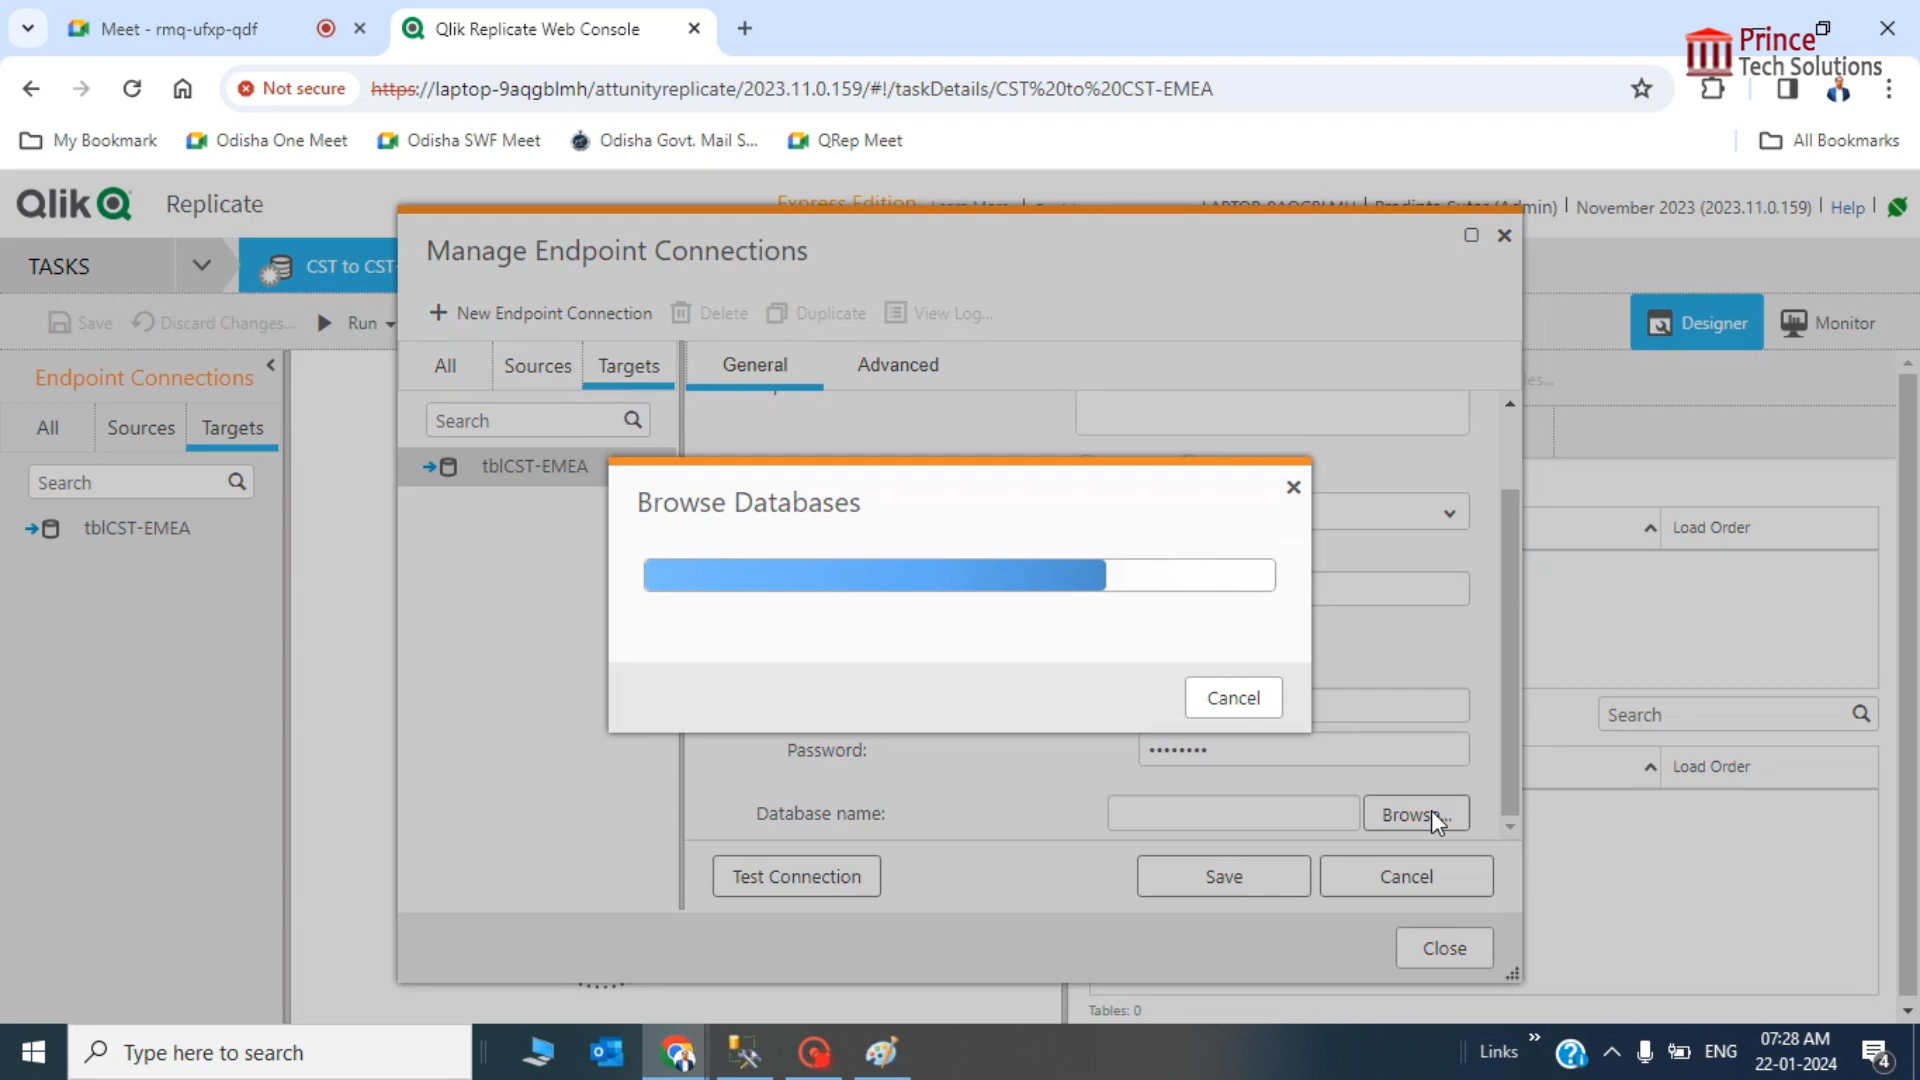 Meet - rmq-ufxp-qdf
Qlik Replicate Web Console
Prince
Tech Solutions
Not secure
https://laptop-9aqgblmh/attunityreplicate/2023.11.0.159/#!/taskDetails/CST%20to%20CST-EMEA
My Bookmark
Odisha One Meet
Odisha SWF Meet
Odisha Govt. Mail S...
QRep Meet
All Bookmarks
Qlik
Replicate
Express Edition
(Admin)
November 2023 (2023.11.0.159)
Help
TASKS
CST to CST-
Manage Endpoint Connections
Save
Discard Changes...
Run
New Endpoint Connection
Delete
Duplicate
View Log...
Designer
Monitor
Endpoint Connections
All
Sources
Targets
Search
tblCST-EMEA
All
Sources
Targets
Search
tblCST-EMEA
General
Advanced
Browse Databases
Cancel
Password:
••••••••
Database name:
Browse...
Test Connection
Save
Cancel
Close
Load Order
Search
Load Order
Tables: 0
Type here to search
Links
ENG
07:28 AM
22-01-2024
4